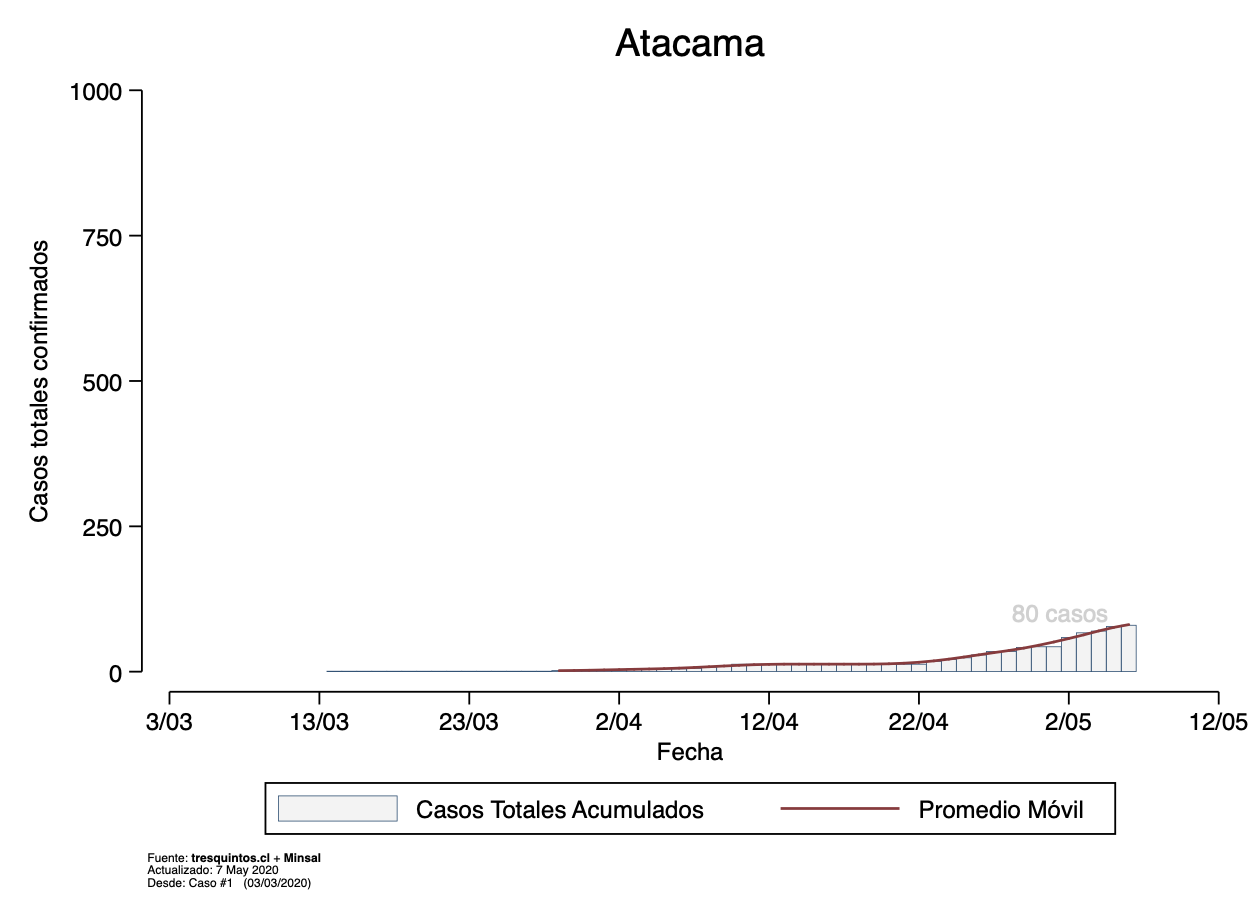 Atacama
Casos totales confirmados
1000
750
500
250
0
80 casos
3/03 13/03 23/03 2/04 12/04 22/04 2/05 12/05
Fecha
Casos Totales Acumulados Promedio Móvil
Fuente: tresquintos.cl + Minsal
Actualizado: 7 May 2020
Desde: Caso #1 (03/03/2020)